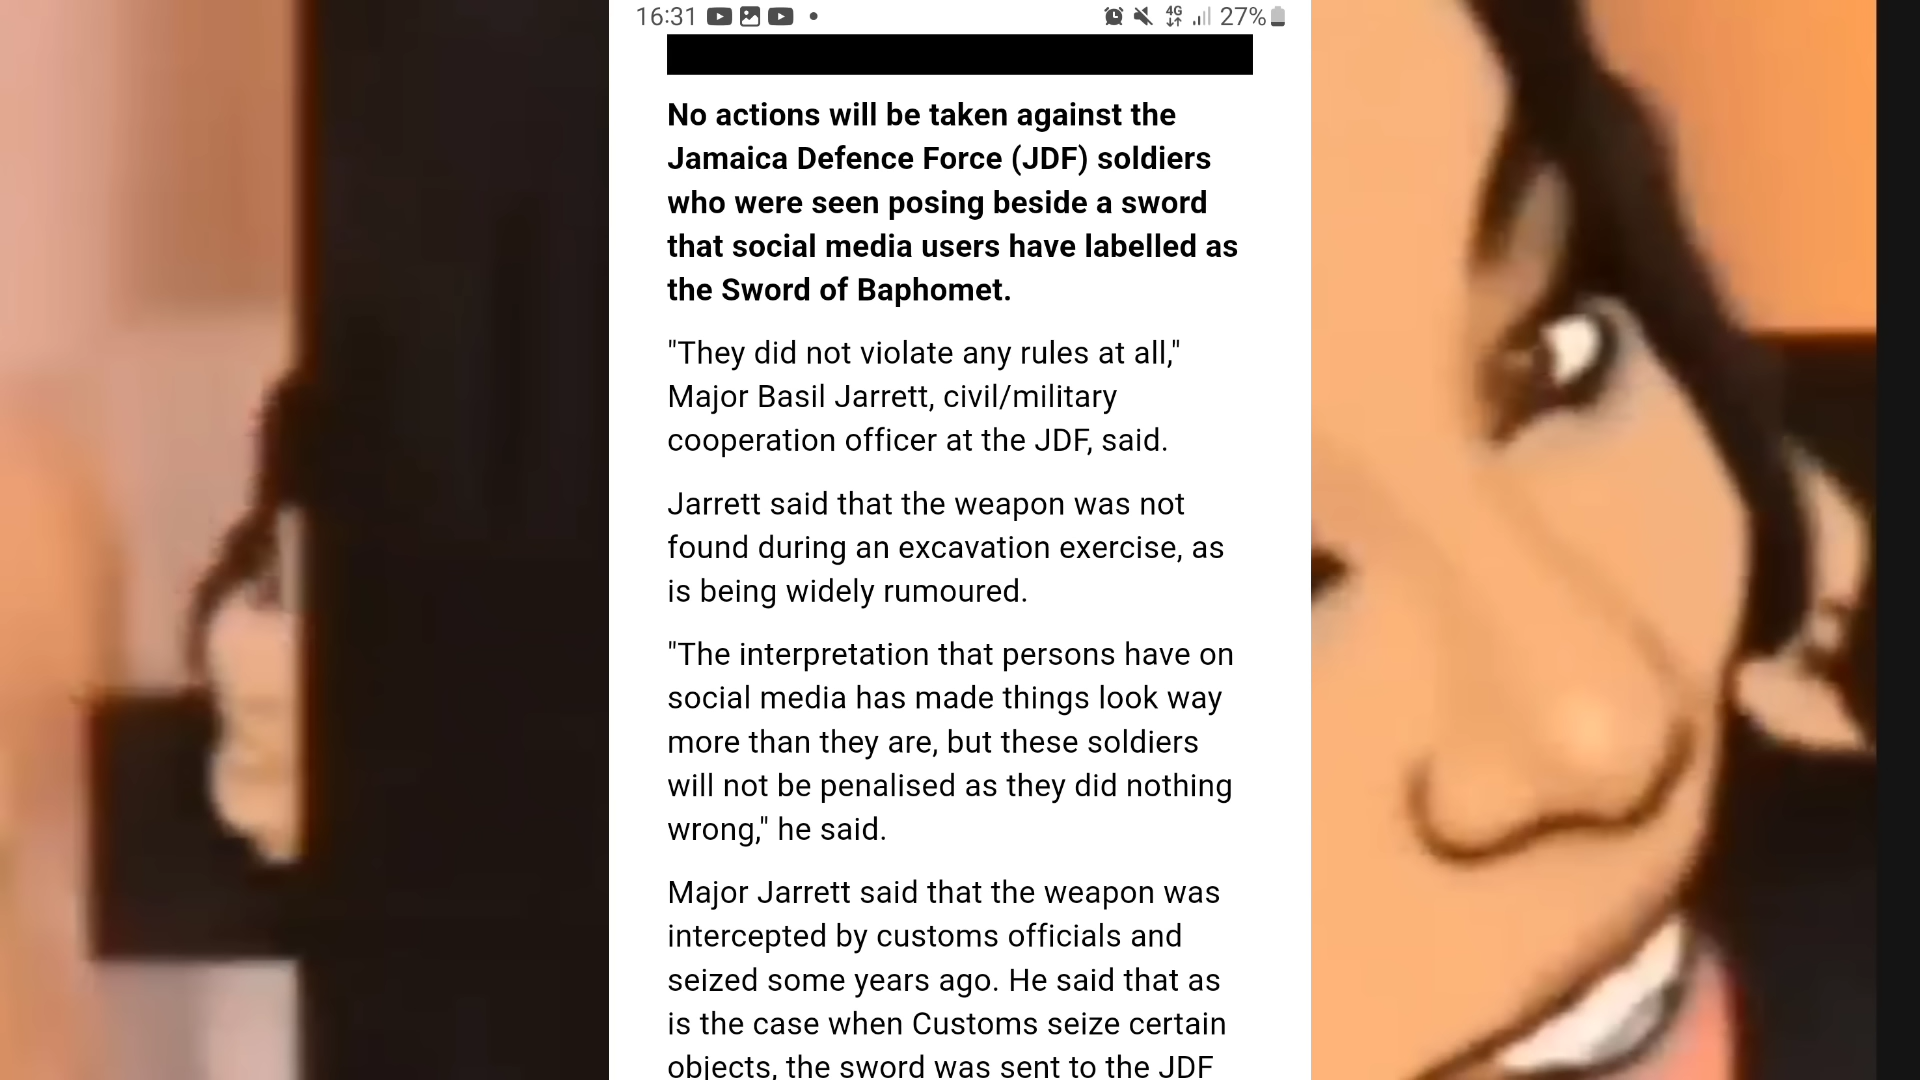 16:31
4G
27%
No actions will be taken against the
Jamaica Defence Force (JDF) soldiers
who were seen posing beside a sword
that social media users have labelled as
the Sword of Baphomet.
"They did not violate any rules at all,"
Major Basil Jarrett, civil/military
cooperation officer at the JDF, said.
Jarrett said that the weapon was not
found during an excavation exercise, as
is being widely rumoured.
"The interpretation that persons have on
social media has made things look way
more than they are, but these soldiers
will not be penalised as they did nothing
wrong," he said.
Major Jarrett said that the weapon was
intercepted by customs officials and
seized some years ago. He said that as
is the case when Customs seize certain
objects, the sword was sent to the JDF